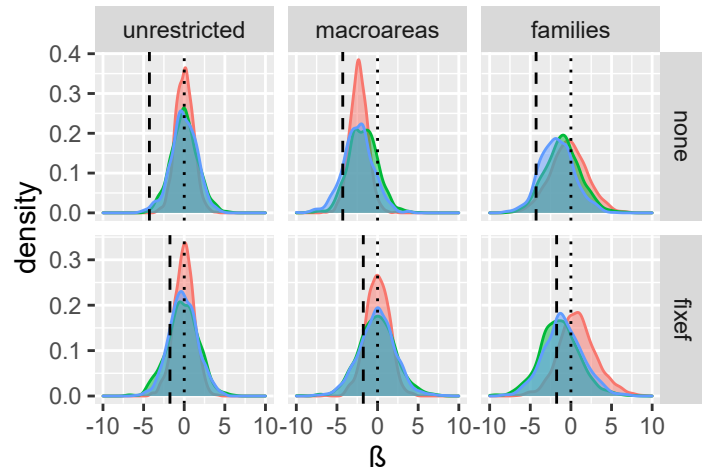 unrestricted macroareas families
0.4
0.3
0.2
0.1
0.0
none
density
0.3
0.2
0.1
0.0
fixef
-10 -5 0 5 10 -10 -5 0 5 10 -10 -5 0 5 10
ß